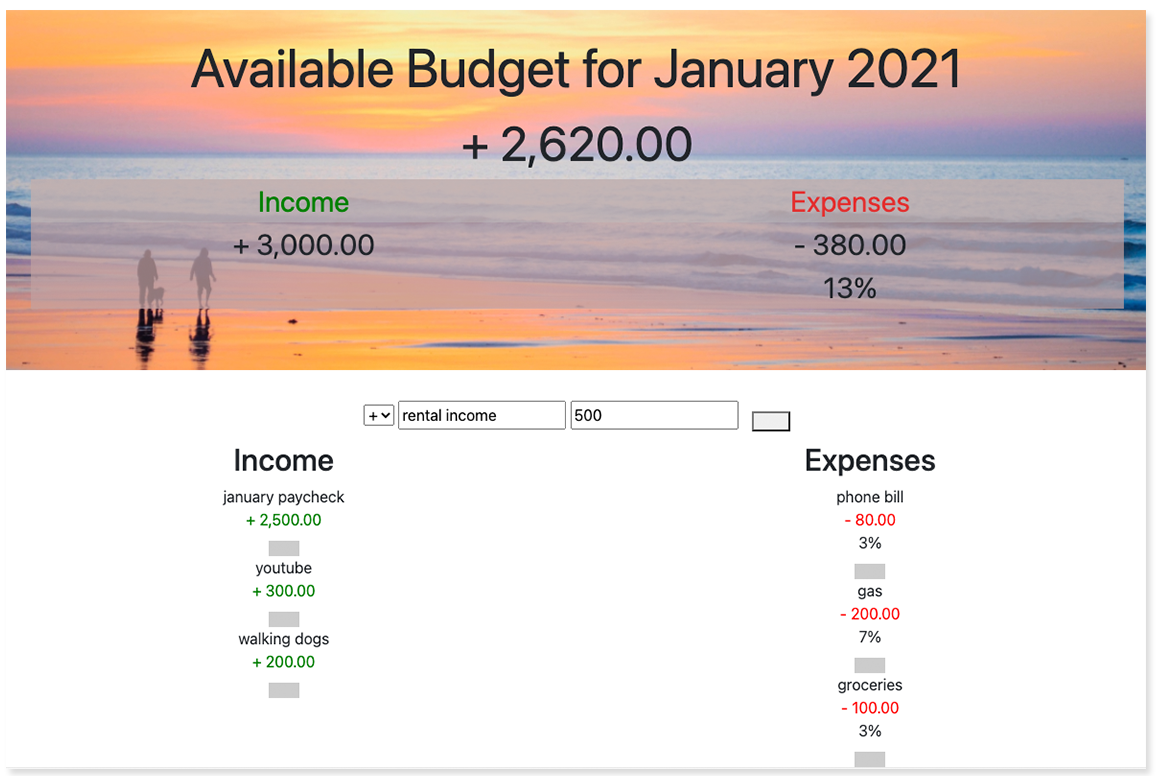 Available Budget for January 2021
+ 2,620.00
Income
+ 3,000.00
Expenses
- 380.00
13%
+ rental income 500
Income
january paycheck
+ 2,500.00
youtube
+ 300.00
walking dogs
+ 200.00
Expenses
phone bill
- 80.00
3%
gas
- 200.00
7%
groceries
- 100.00
3%